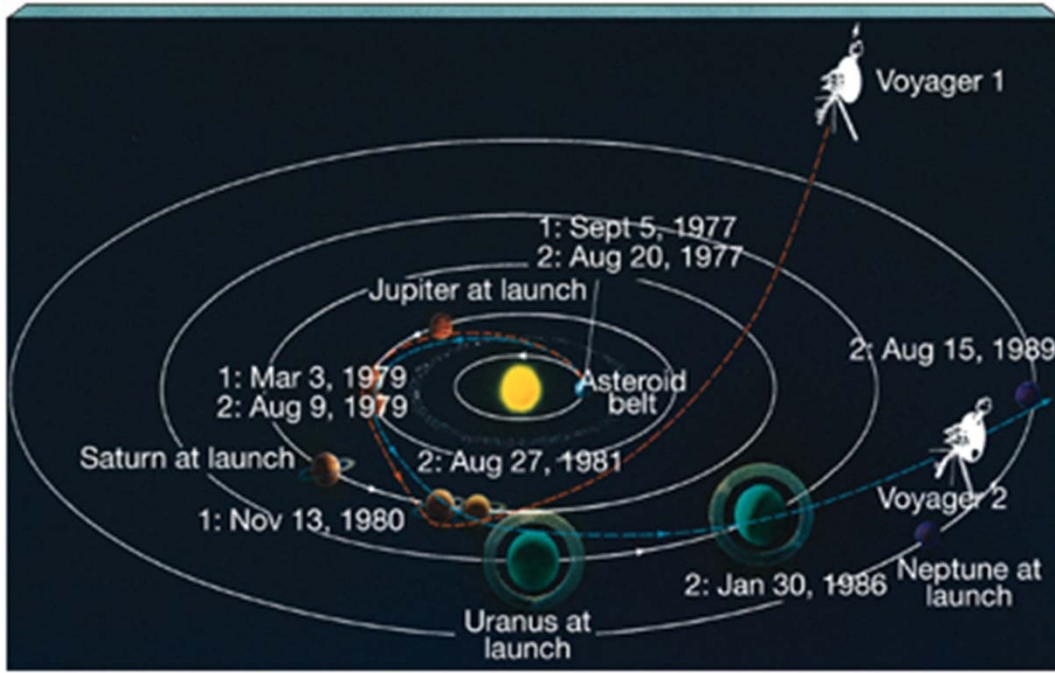 Voyager 1
1: Sept 5, 1977
2: Aug 20, 1977
Jupiter at launch
2: Aug 15, 1989
1: Mar 3, 1979
2: Aug 9, 1979
Asteroid
belt
Saturn at launch
2: Aug 27, 1981
1: Nov 13, 1980
Voyager 2
2: Jan 30, 1986
Neptune at
launch
Uranus at
launch